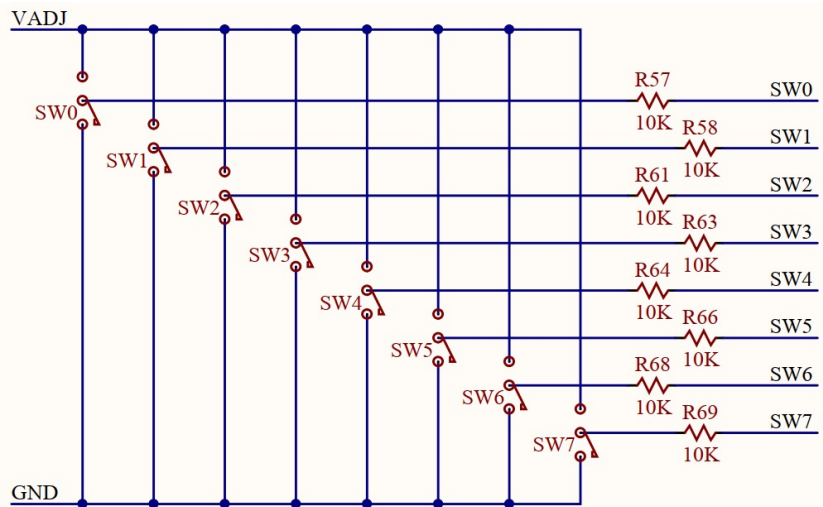 VADJ
R57
SW0
SW0
10K
R58
SW1
SW1
10K
R61
SW2
SW2
10K
R63
SW3
SW3
10K
R64
SW4
SW4
10K
R66
SW5
SW5
10K
R68
SW6
SW6
10K
R69
SW7
SW7
10K
GND